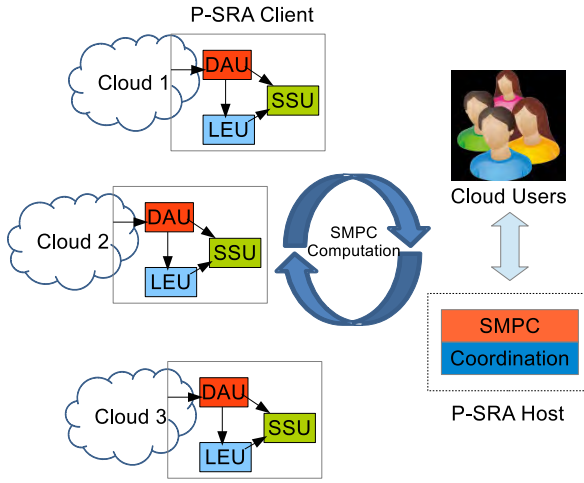 P-SRA Client
Cloud 1
DAU
SSU
LEU
Cloud 2
DAU
SSU
LEU
Cloud 3
DAU
SSU
LEU
SMPC
Computation
Cloud Users
SMPC
Coordination
P-SRA Host